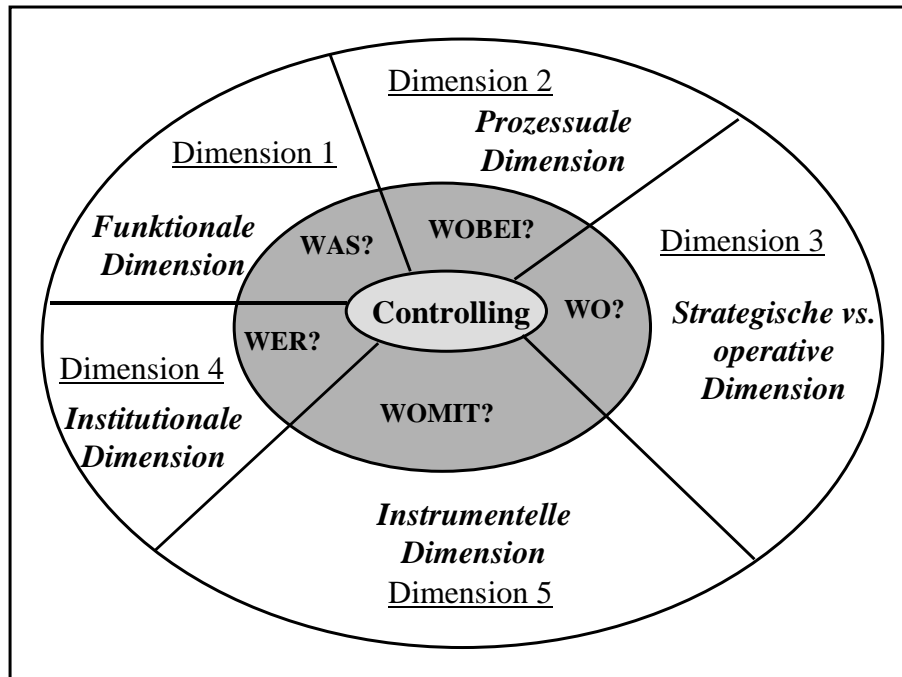 Dimension 1
Funktionale
Dimension
WAS?
Dimension 2
Prozessuale
Dimension
WOBEI?
Dimension 3
Strategische vs.
operative
Dimension
WO?
Controlling
WER?
Dimension 4
Institutionale
Dimension
WOMIT?
Instrumentelle
Dimension
Dimension 5